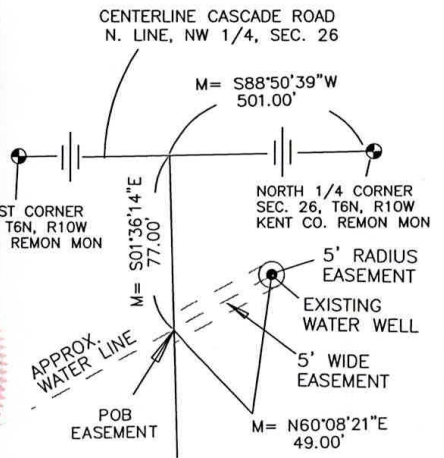 CENTERLINE CASCADE ROAD
N. LINE, NW 1/4, SEC. 26
M= S88°50'39"W
501.00'
ST CORNER
T6N, R10W
REMON MON
M= S01°36'14"E
77.00'
NORTH 1/4 CORNER
SEC. 26, T6N, R10W
KENT CO. REMON MON
5' RADIUS
EASEMENT
EXISTING
WATER WELL
5' WIDE
EASEMENT
APPROX.
WATER LINE
POB
EASEMENT
M= N60°08'21"E
49.00'